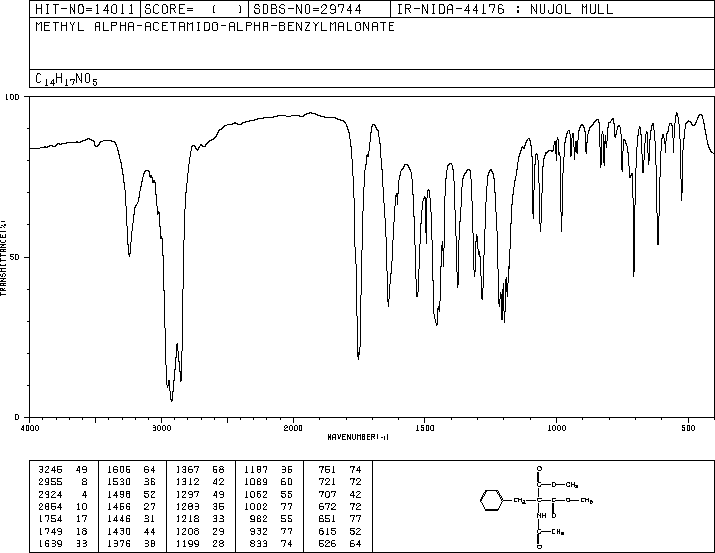 HIT-NO=14011 SCORE= ( ) SDBS-NO=29744 IR-NIDA-44176 : NUJOL MULL
METHYL ALPHA-ACETAMIDO-ALPHA-BENZYLMALONATE
C14H17NO5
100
50
0
TRANSMITTANCE(%)
4000 3000 2000 1500 1000 500
WAVENUMBER(-1)
3245 49 1605 64 1367 68 1187 35 751 74
2955 8 1530 36 1312 42 1089 60 721 72
2924 4 1498 52 1297 49 1062 55 707 42
2854 10 1456 27 1283 35 1002 77 672 72
1754 17 1446 31 1218 33 982 55 651 77
1749 18 1430 44 1208 29 932 77 615 52
1639 33 1376 38 1199 28 833 74 526 64
O
C-O-CH3
CH2-C-C-O-CH3
O
NH
C-CH3
O